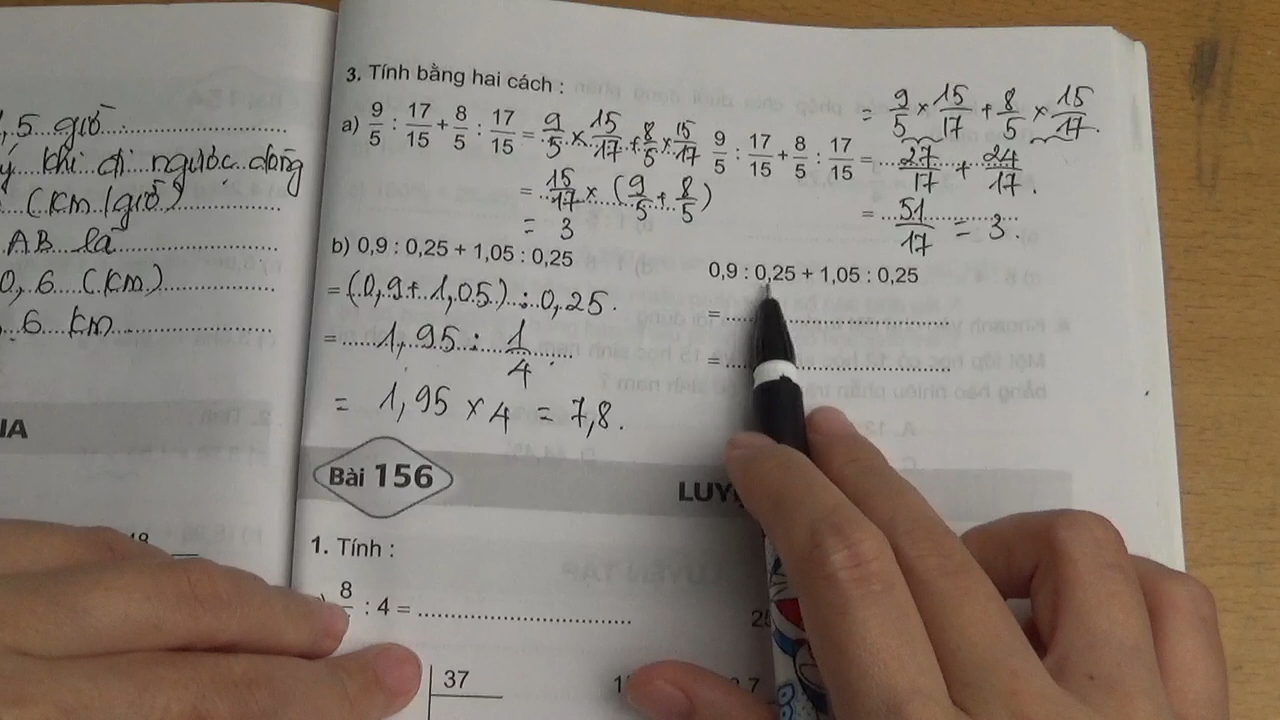 ,5 giờ
ý khi đi ngược dòng
(km/giờ)
AB là
0,6 (km)
,6 km
IA
3. Tính bằng hai cách :
a) 9/5 : 17/15 + 8/5 : 17/15 = 9/5 × 15/17 + 8/5 × 15/17
= 15/17 × (9/5 + 8/5)
= 3
= 9/5 × 15/17 + 8/5 × 15/17.
9/5 : 17/15 + 8/5 : 17/15 = 27/17 + 24/17.
= 51/17 = 3.
b) 0,9 : 0,25 + 1,05 : 0,25
= (0,9 + 1,05) : 0,25.
= 1,95 : 1/4.
= 1,95 × 4 = 7,8.
0,9 : 0,25 + 1,05 : 0,25
=
=
Bài 156
LUY
1. Tính :
8 : 4 =
37